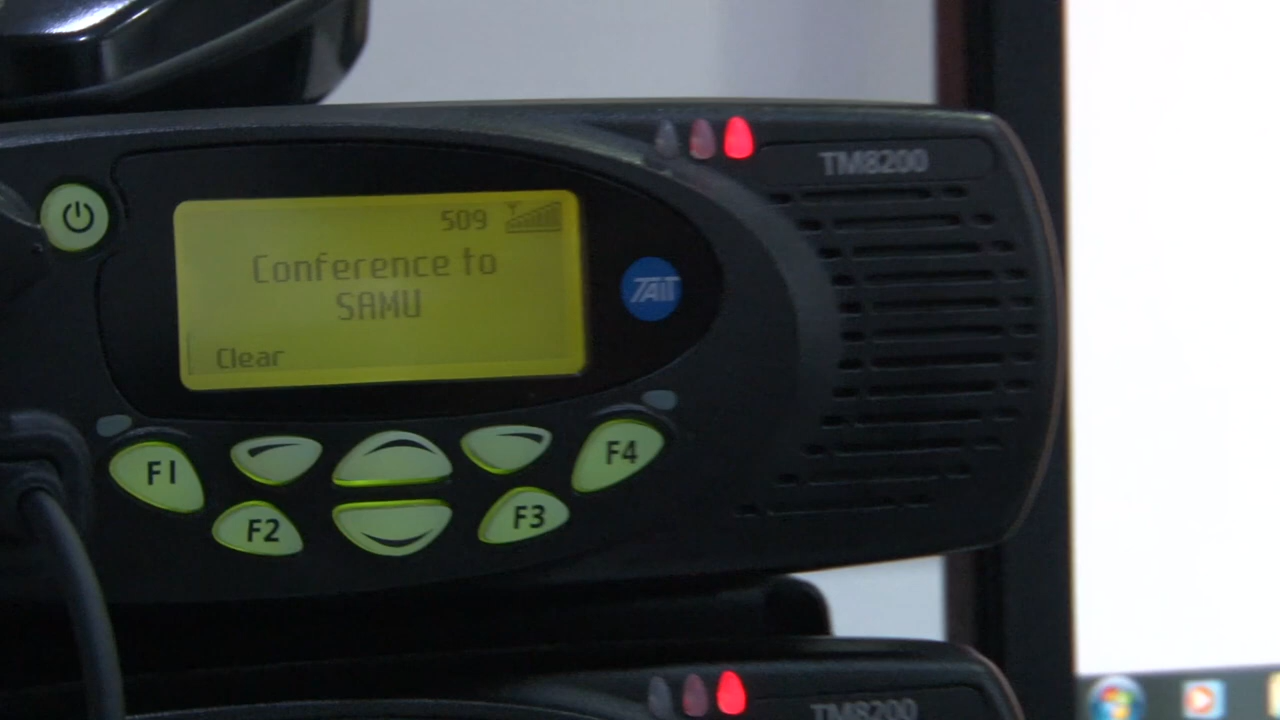 TM8200
509
Conference to
SAMU
Clear
TAIT
F1
F4
F2
F3
TM8200